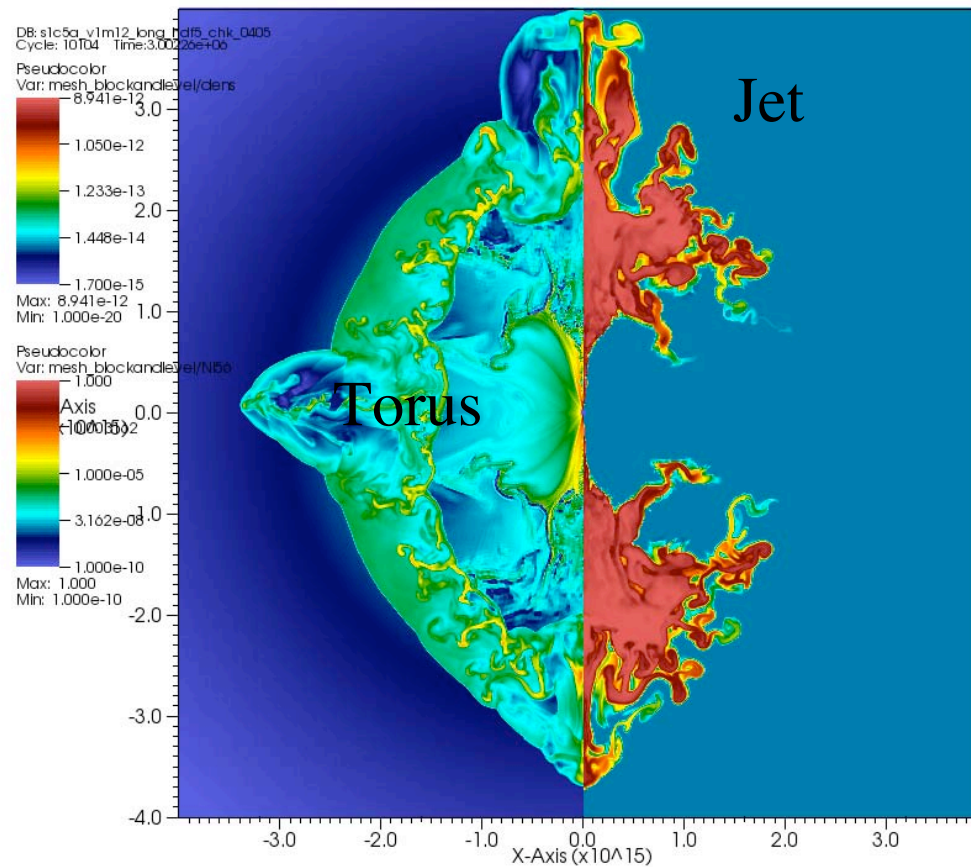 DB: s1c5a_v1m12_long_hdf5_chk_0405
Cycle: 10104 Time:3.00226e+06
Pseudocolor
Var: mesh_blockandlevel/dens
8.941e-12
1.050e-12
1.233e-13
1.448e-14
1.700e-15
Max: 8.941e-12
Min: 1.000e-20
Pseudocolor
Var: mesh_blockandlevel/Ni56
1.000
Axis
1.000e-05
3.162e-08
1.000e-10
Max: 1.000
Min: 1.000e-10
Jet
Torus
3.0
2.0
1.0
0.0
-1.0
-2.0
-3.0
-4.0
-3.0 -2.0 -1.0 0.0 1.0 2.0 3.0
X-Axis (x10^15)